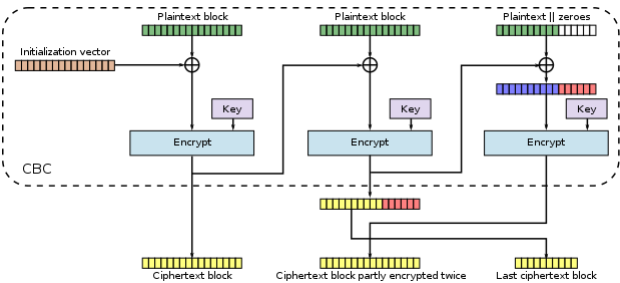 Plaintext block
Plaintext block
Plaintext || zeroes
Initialization vector
Key
Key
Key
Encrypt
Encrypt
Encrypt
CBC
Ciphertext block
Ciphertext block partly encrypted twice
Last ciphertext block